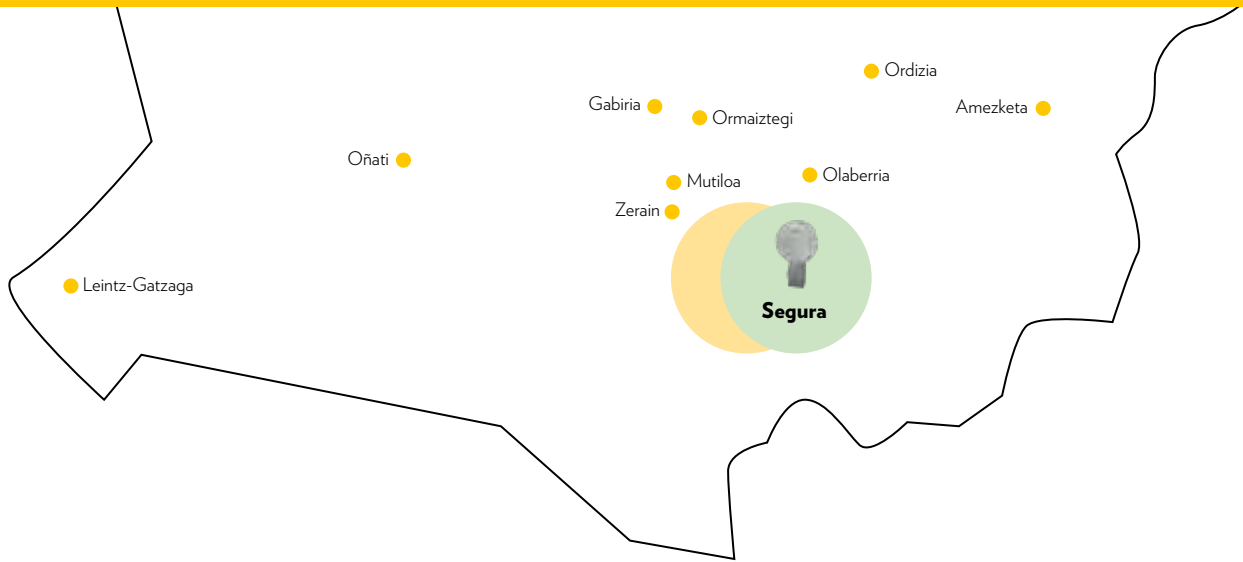 Ordizia
Gabiria
Amezketa
Ormaiztegi
Oñati
Olaberria
Mutiloa
Zerain
Leintz-Gatzaga
Segura